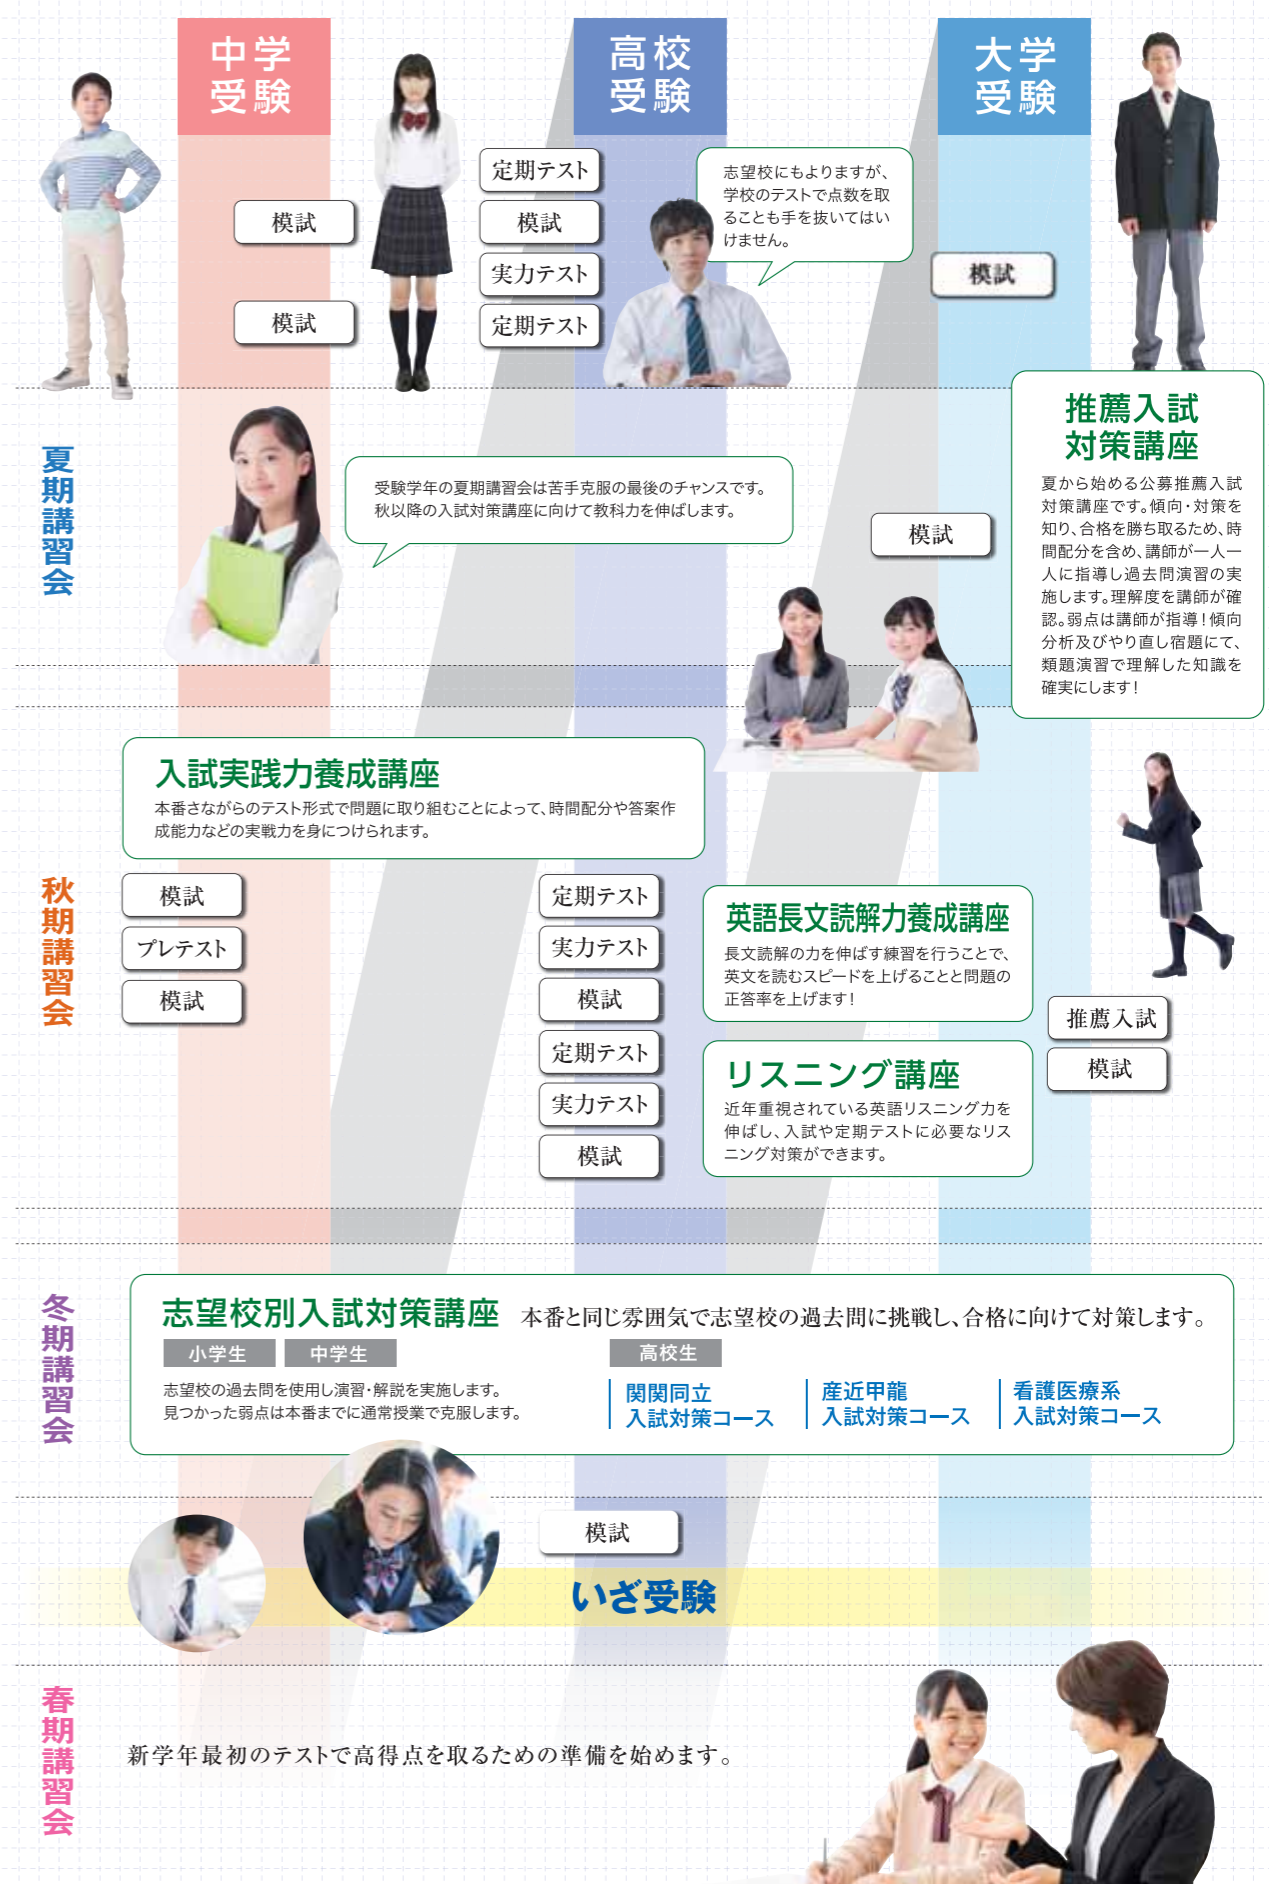 中学
受験
高校
受験
大学
受験
模試
模試
定期テスト
模試
実力テスト
定期テスト
志望校にもよりますが、
学校のテストで点数を取
ることも手を抜いてはい
けません。
模試
夏期講習会
受験学年の夏期講習会は苦手克服の最後のチャンスです。
秋以降の入試対策講座に向けて教科力を伸ばします。
模試
推薦入試
対策講座
夏から始める公募推薦入試
対策講座です。傾向・対策を
知り、合格を勝ち取るため、時
間配分を含め、講師が一人一
人に指導し過去問演習の実
施します。理解度を講師が確
認。弱点は講師が指導！傾向
分析及びやり直し宿題にて、
類題演習で理解した知識を
確実にします！
秋期講習会
入試実践力養成講座
本番さながらのテスト形式で問題に取り組むことによって、時間配分や答案作
成能力などの実戦力を身につけられます。
模試
プレテスト
模試
定期テスト
実力テスト
模試
定期テスト
実力テスト
模試
英語長文読解力養成講座
長文読解の力を伸ばす練習を行うことで、
英文を読むスピードを上げることと問題の
正答率を上げます！
リスニング講座
近年重視されている英語リスニング力を
伸ばし、入試や定期テストに必要なリス
ニング対策ができます。
推薦入試
模試
冬期講習会
志望校別入試対策講座 本番と同じ雰囲気で志望校の過去問に挑戦し、合格に向けて対策します。
小学生 中学生
志望校の過去問を使用し演習・解説を実施します。
見つかった弱点は本番までに通常授業で克服します。
高校生
関関同立
入試対策コース
産近甲龍
入試対策コース
看護医療系
入試対策コース
模試
いざ受験
春期講習会
新学年最初のテストで高得点を取るための準備を始めます。